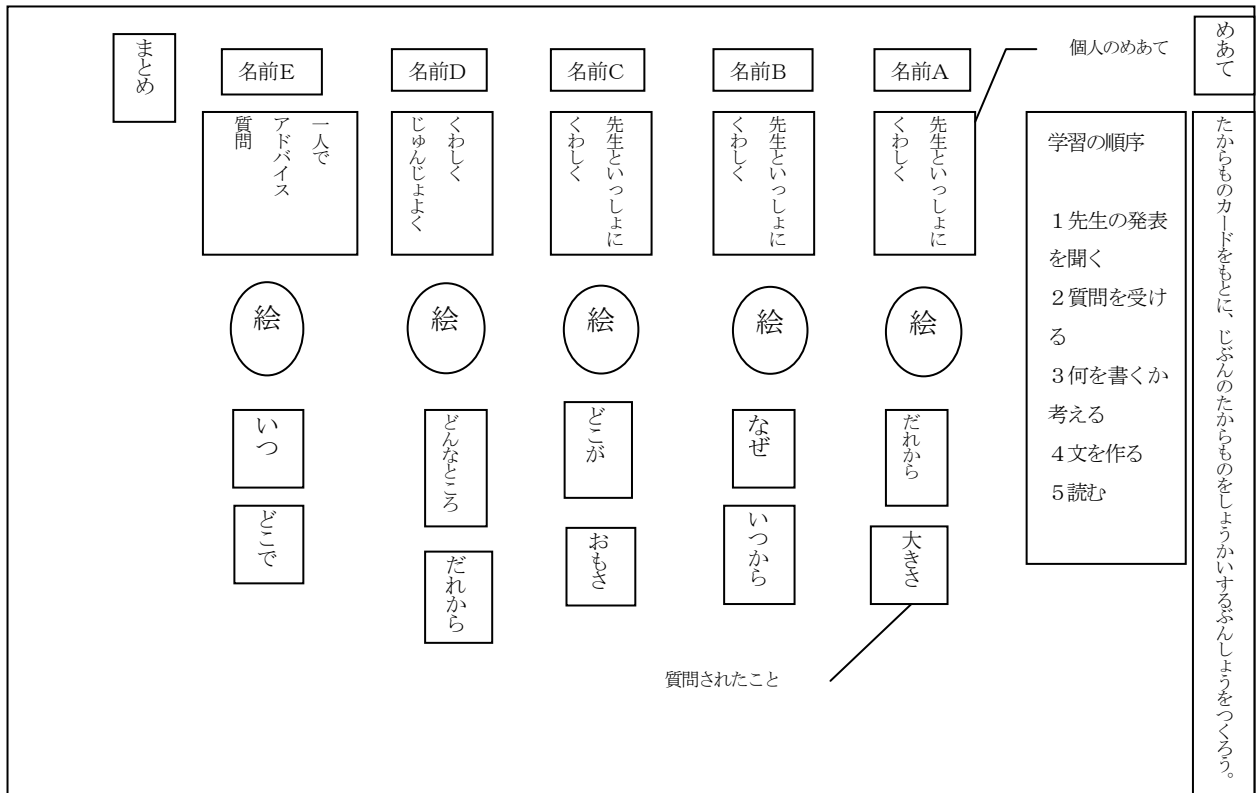 めあて
たからものカードをもとに、じぶんのたからものをしょうかいするぶんしょうをつくろう。
学習の順序
1先生の発表
を聞く
2質問を受け
る
3何を書くか
考える
4文を作る
5読む
個人のめあて
名前A
先生といっしょに
くわしく
絵
だれから
大きさ
名前B
先生といっしょに
くわしく
絵
なぜ
いつから
名前C
先生といっしょに
くわしく
絵
どこが
おもさ
名前D
くわしく
じゅんじょよく
絵
どんなところ
だれから
名前E
一人で
アドバイス
質問
絵
いつ
どこで
質問されたこと
まとめ